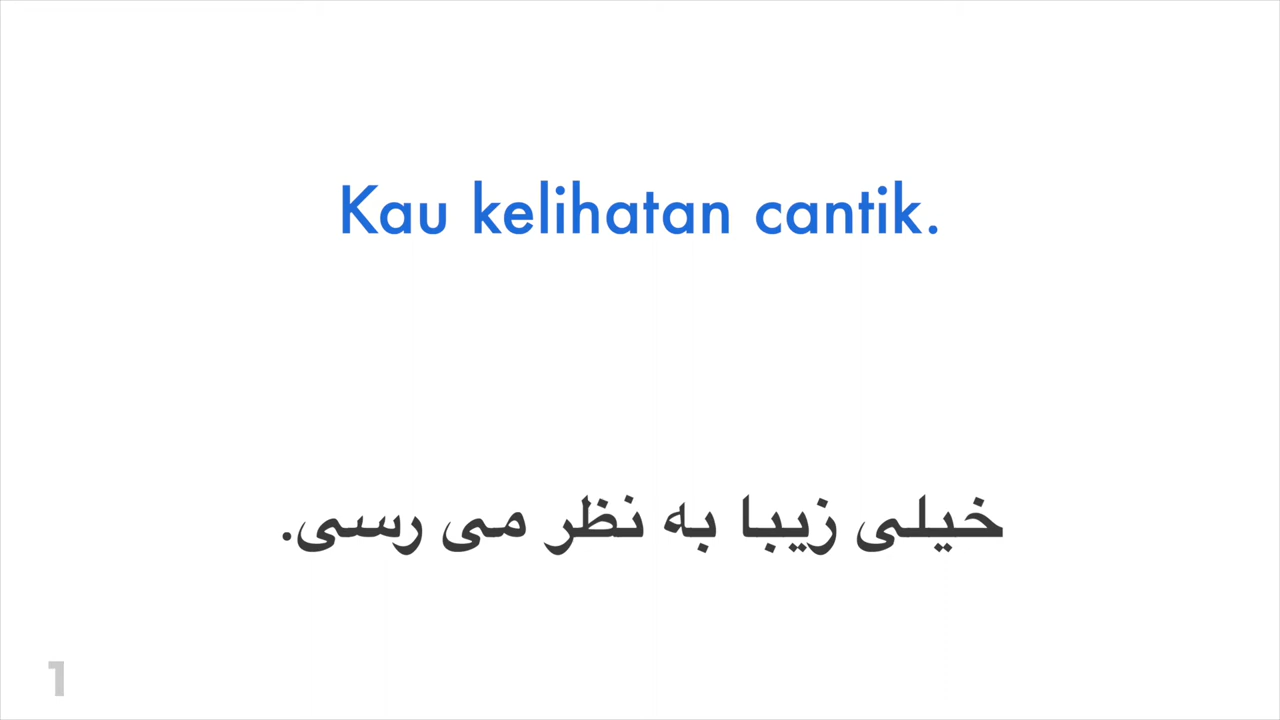 Kau kelihatan cantik.
خیلی زیبا به نظر می رسی.
1